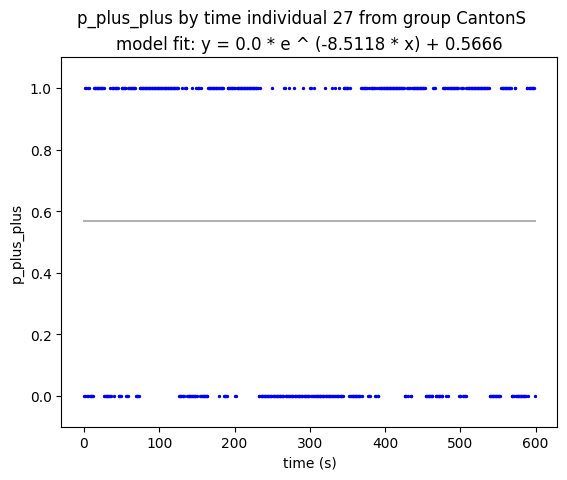 p_plus_plus by time individual 27 from group CantonS
model fit: y = 0.0 * e ^ (-8.5118 * x) + 0.5666
1.0
0.8
0.6
0.4
0.2
0.0
p_plus_plus
0 100 200 300 400 500 600
time (s)